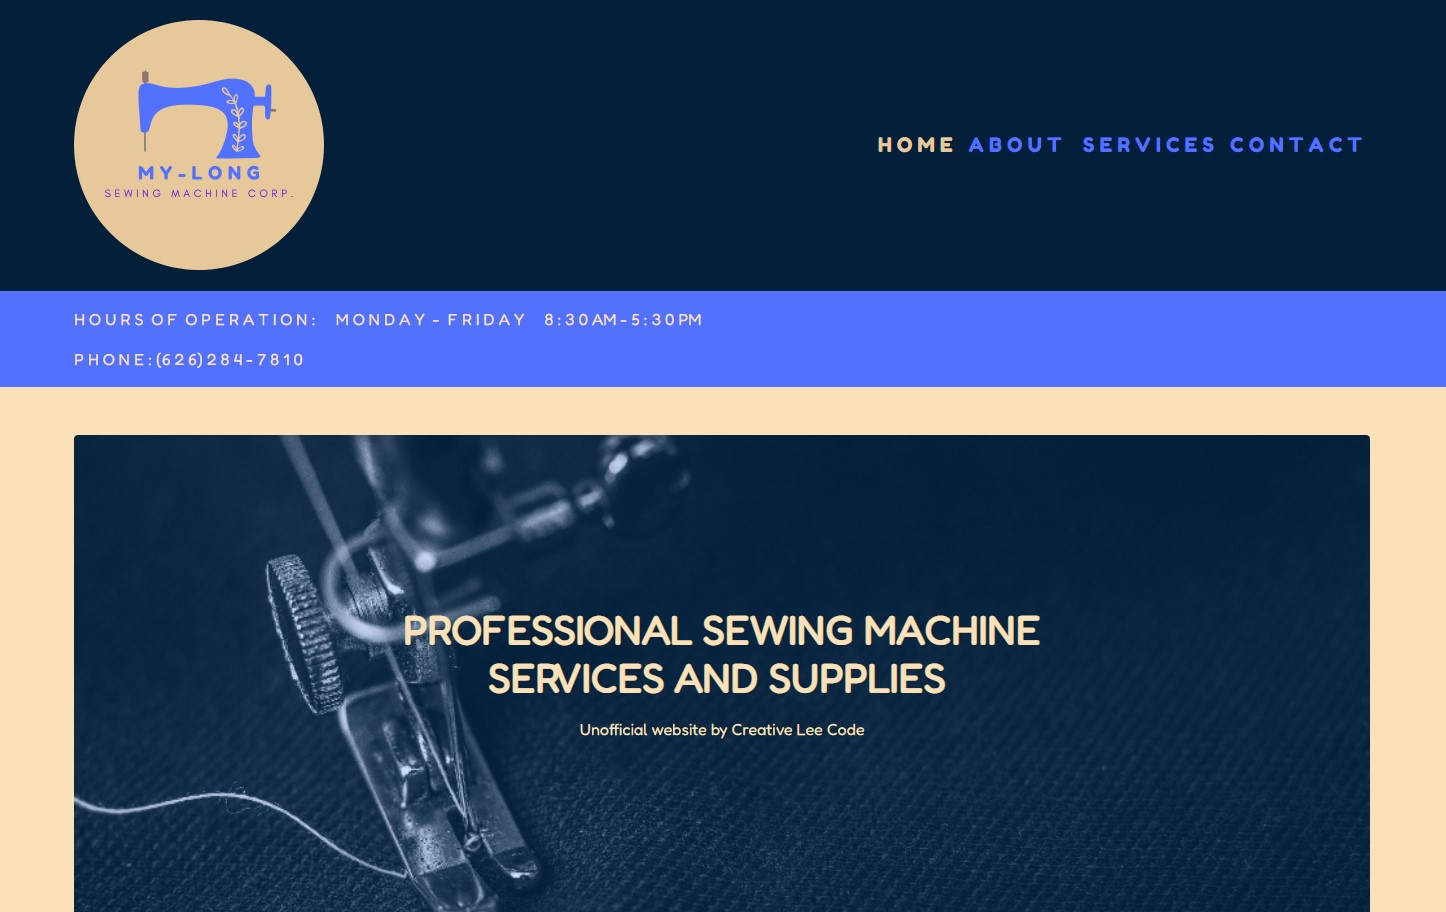 MY-LONG
SEWING MACHINE CORP.
HOME ABOUT SERVICES CONTACT
HOURS OF OPERATION: MONDAY - FRIDAY 8:30AM-5:30PM
PHONE:(626)284-7810
PROFESSIONAL SEWING MACHINE
SERVICES AND SUPPLIES
Unofficial website by Creative Lee Code